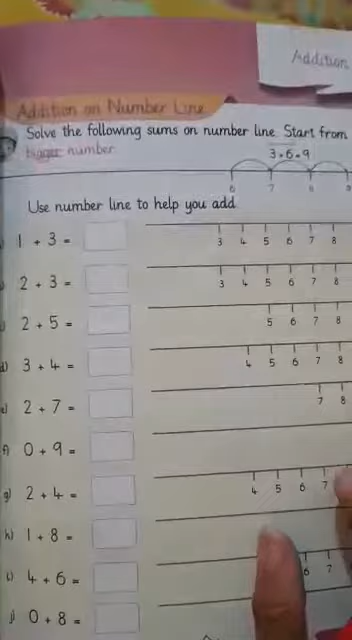 Addition
Addition on Number Line
Solve the following sums on number line. Start from
bigger number.
3+6=9
6 7 8 9
Use number line to help you add
1 + 3 =
3 4 5 6 7 8
2 + 3 =
3 4 5 6 7 8
2 + 5 =
5 6 7 8
d) 3 + 4 =
4 5 6 7 8
e) 2 + 7 =
7 8
f) 0 + 9 =
g) 2 + 4 =
4 5 6 7
h) 1 + 8 =
i) 4 + 6 =
6 7
j) 0 + 8 =